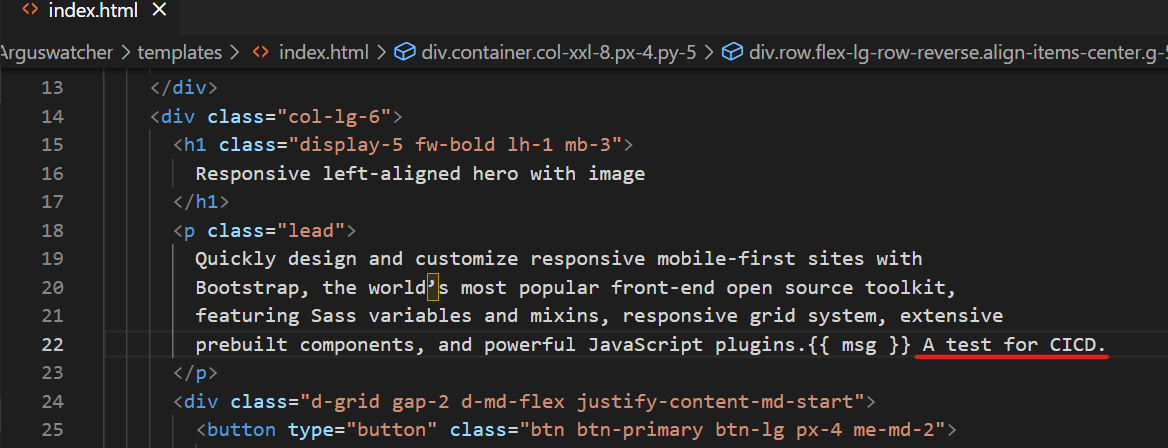 index.html
Arguswatcher > templates > index.html > div.container.col-xxl-8.px-4.py-5 > div.row.flex-lg-row-reverse.align-items-center.g-5
13 </div>
14 <div class="col-lg-6">
15 <h1 class="display-5 fw-bold lh-1 mb-3">
16 Responsive left-aligned hero with image
17 </h1>
18 <p class="lead">
19 Quickly design and customize responsive mobile-first sites with
20 Bootstrap, the world’s most popular front-end open source toolkit,
21 featuring Sass variables and mixins, responsive grid system, extensive
22 prebuilt components, and powerful JavaScript plugins.{{ msg }} A test for CICD.
23 </p>
24 <div class="d-grid gap-2 d-md-flex justify-content-md-start">
25 <button type="button" class="btn btn-primary btn-lg px-4 me-md-2">